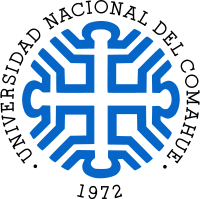 · UNIVERSIDAD NACIONAL DEL COMAHUE ·
1972